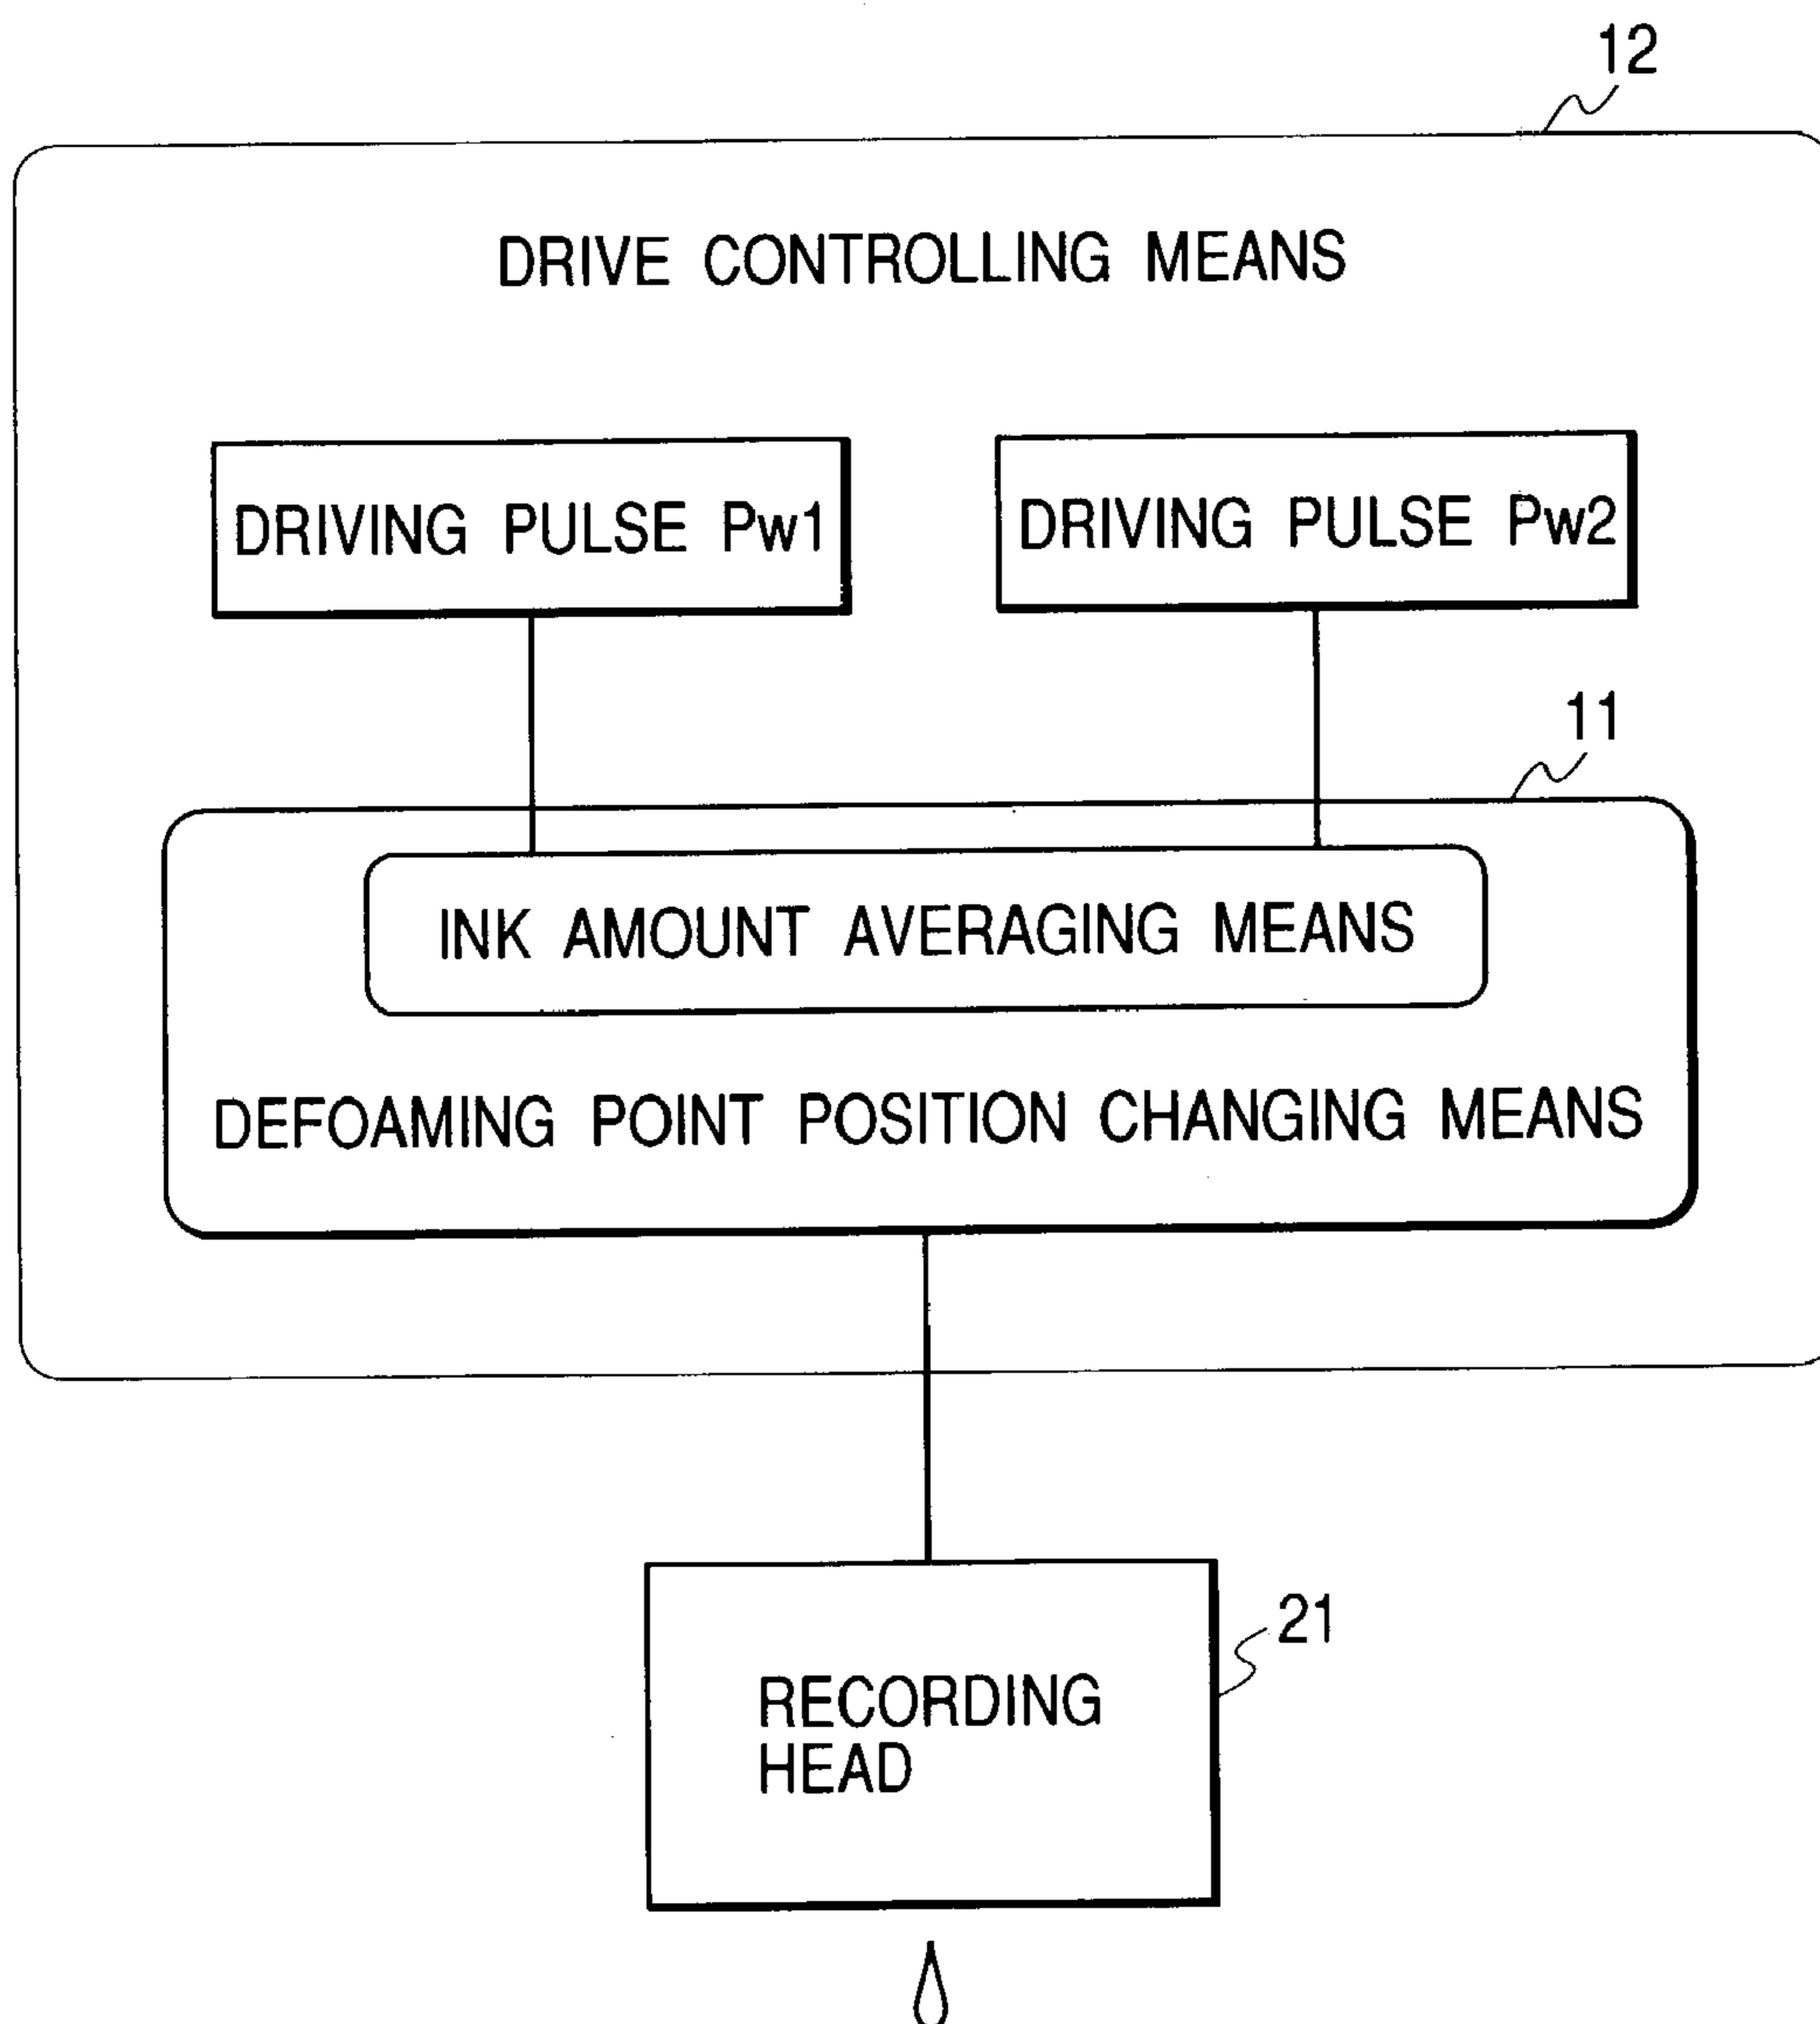 12
DRIVE CONTROLLING MEANS
DRIVING PULSE Pw1
DRIVING PULSE Pw2
11
INK AMOUNT AVERAGING MEANS
DEFOAMING POINT POSITION CHANGING MEANS
21
RECORDING
HEAD